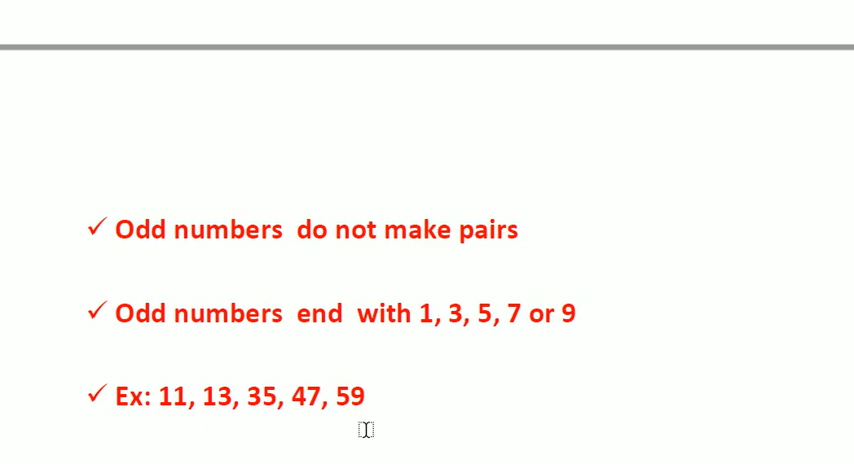 ✓ Odd numbers  do not make pairs
✓ Odd numbers  end  with 1, 3, 5, 7 or 9
✓ Ex: 11, 13, 35, 47, 59